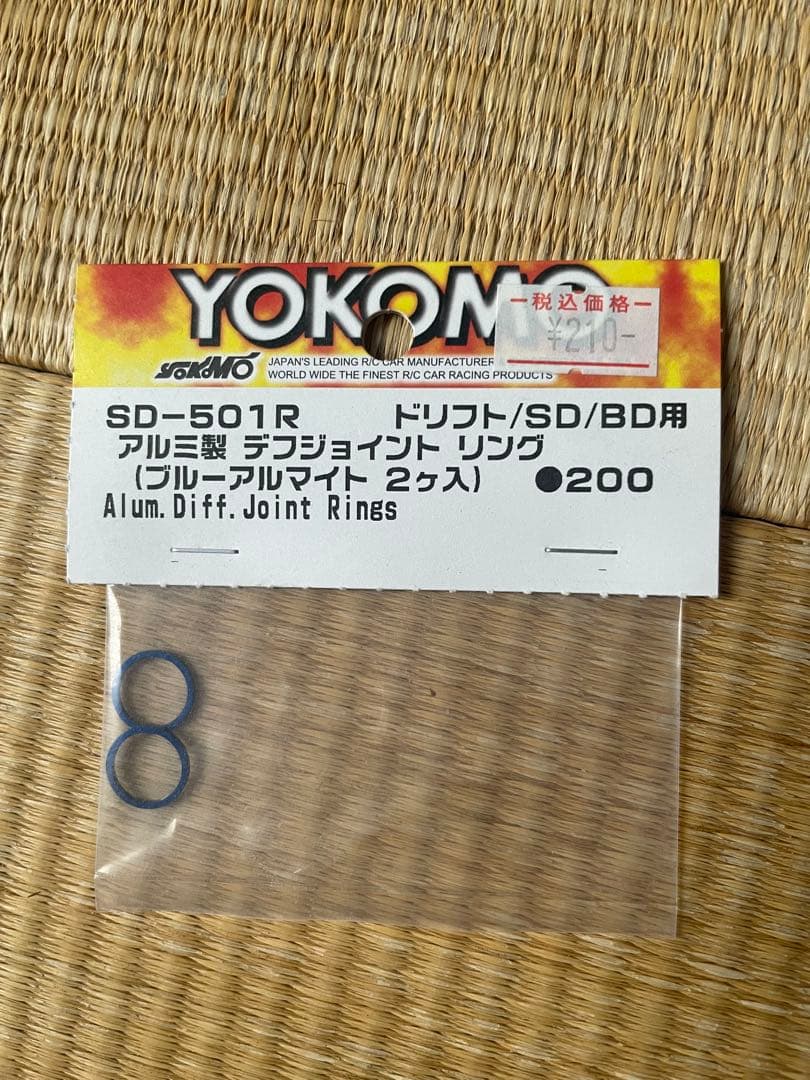 YOKOMO
ー税込価格ー
¥210-
YOKOMO
JAPAN'S LEADING R/C CAR MANUFACTURER
WORLD WIDE THE FINEST R/C CAR RACING PRODUCTS
SD-501R ドリフト/SD/BD用
アルミ製 デフジョイント リング
(ブルーアルマイト 2ヶ入) ●200
Alum.Diff.Joint Rings